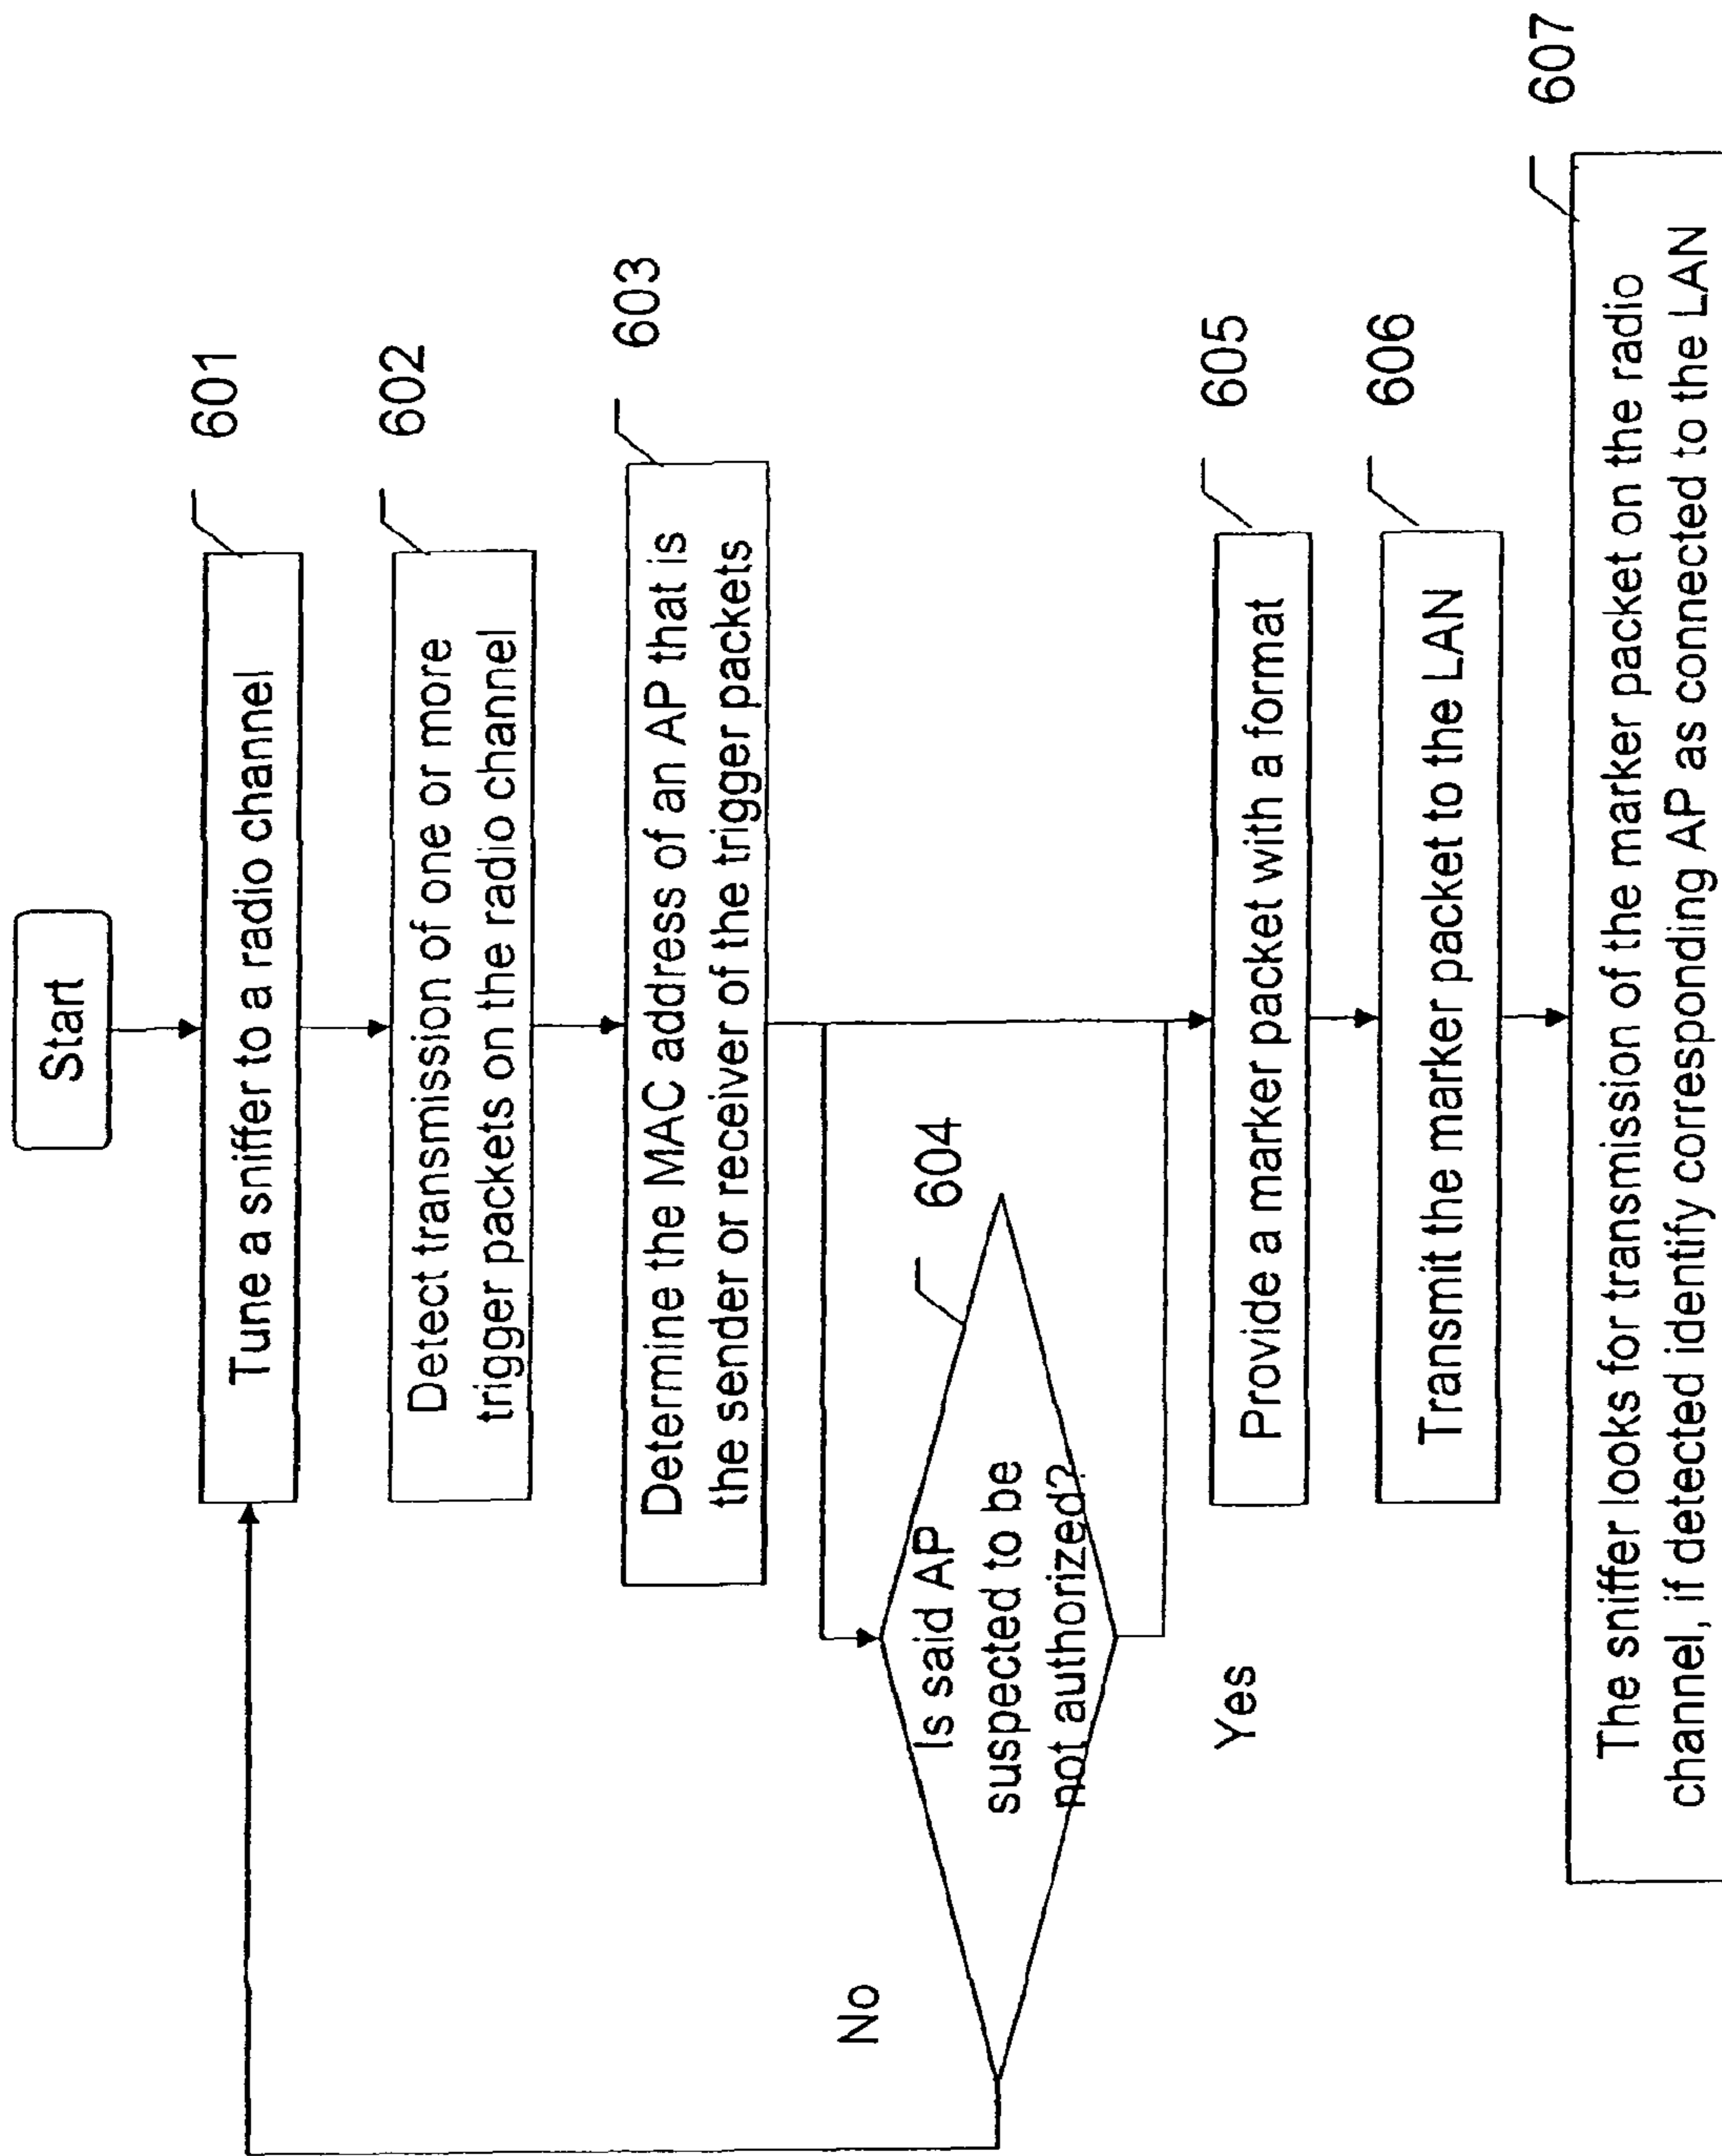 Start
601
Tune a sniffer to a radio channel
602
Detect transmission of one or more
trigger packets on the radio channel
603
Determine the MAC address of an AP that is
the sender or receiver of the trigger packets
604
Is said AP
suspected to be
not authorized?
No
Yes
605
Provide a marker packet with a format
606
Transmit the marker packet to the LAN
607
The sniffer looks for transmission of the marker packet on the radio
channel, if detected identify corresponding AP as connected to the LAN